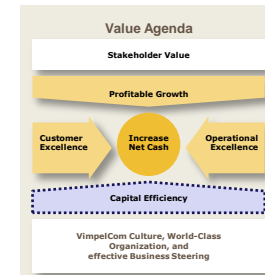 Value Agenda
Stakeholder Value
Profitable Growth
Customer
Excellence
Increase
Net Cash
Operational
Excellence
Capital Efficiency
VimpelCom Culture, World-Class
Organization, and
effective Business Steering